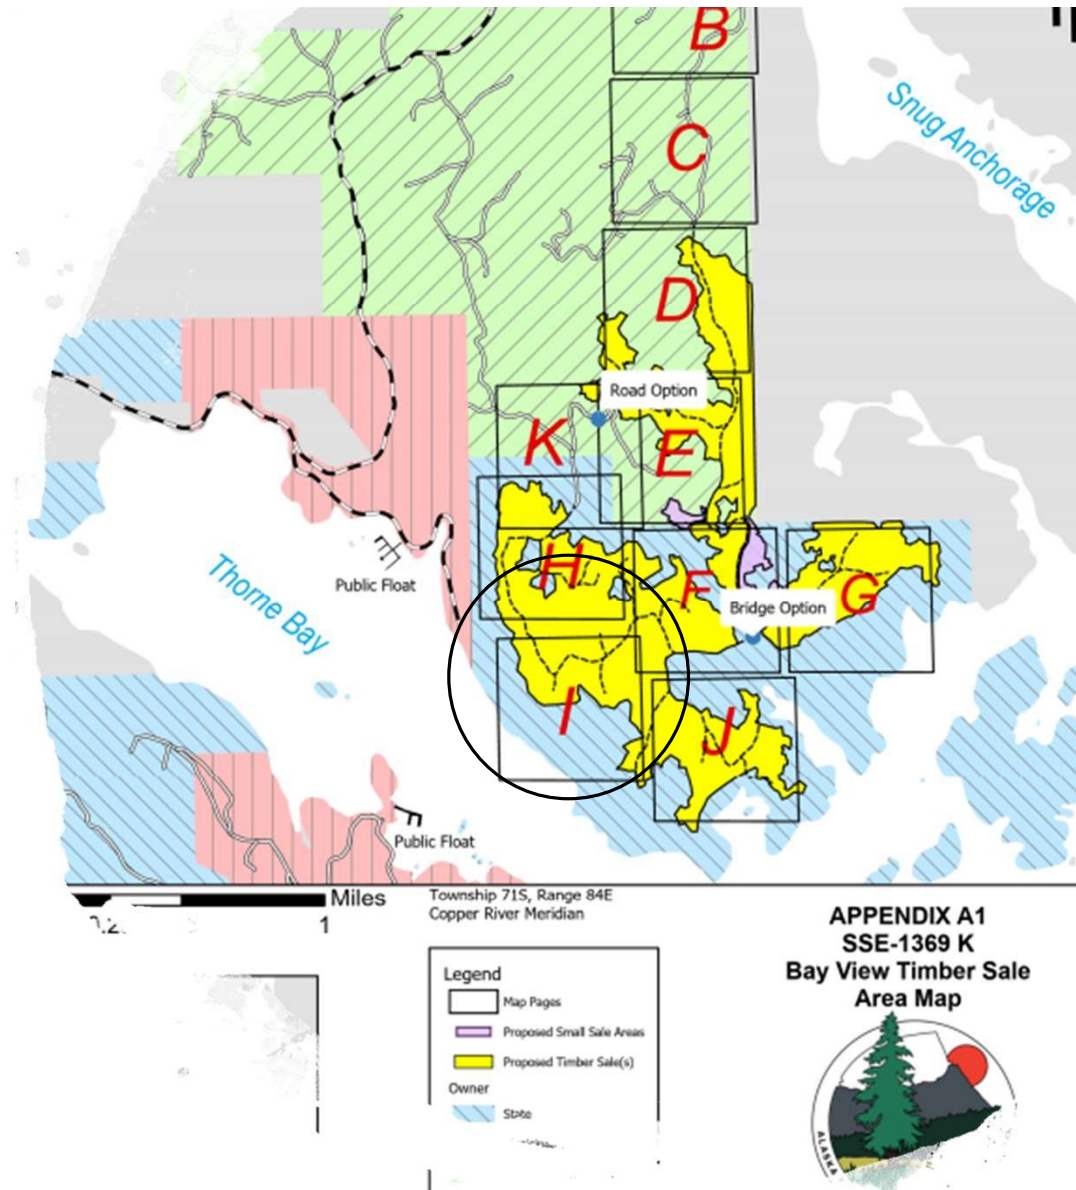 B
Snug Anchorage
C
D
Road Option
K
E
H
F
G
Bridge Option
Public Float
Thorne Bay
I
J
Public Float
Miles
1
Township 71S, Range 84E
Copper River Meridian
APPENDIX A1
SSE-1369 K
Bay View Timber Sale
Area Map
Legend
Map Pages
Proposed Small Sale Areas
Proposed Timber Sale(s)
Owner
State
ALASKA